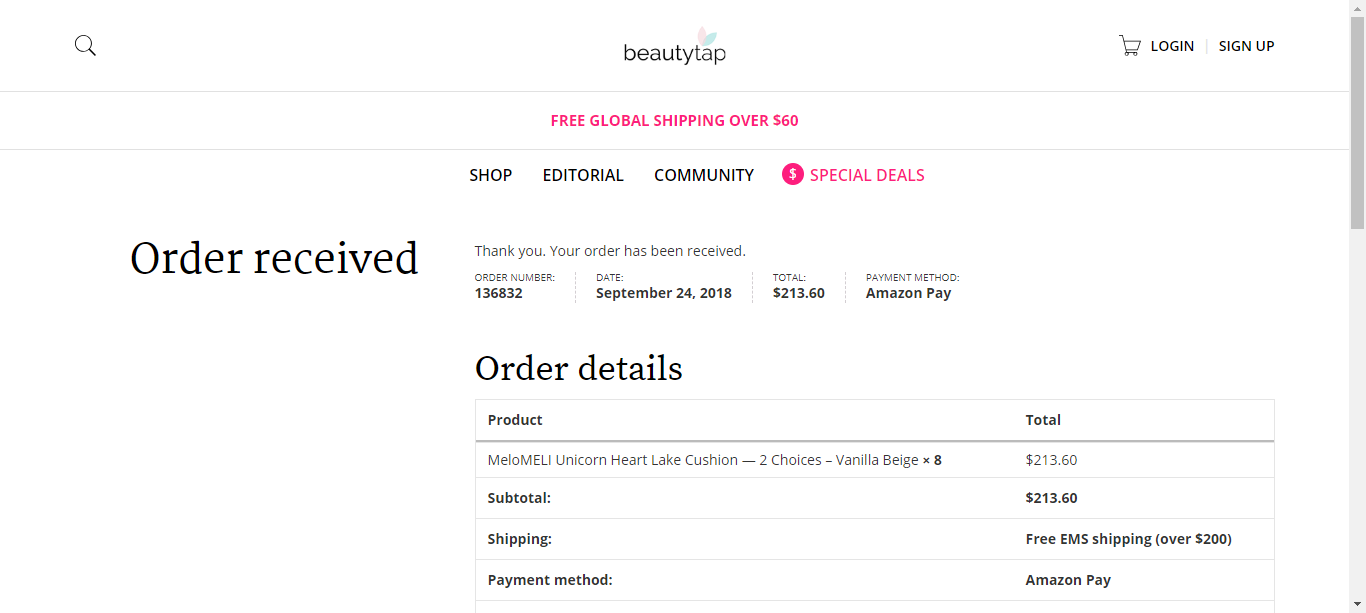 beautytap
LOGIN
SIGN UP
FREE GLOBAL SHIPPING OVER $60
SHOP EDITORIAL COMMUNITY $ SPECIAL DEALS
Order received
Thank you. Your order has been received.
ORDER NUMBER: DATE: TOTAL: PAYMENT METHOD:
136832 September 24, 2018 $213.60 Amazon Pay
Order details
Product Total
MeloMELI Unicorn Heart Lake Cushion — 2 Choices – Vanilla Beige × 8 $213.60
Subtotal: $213.60
Shipping: Free EMS shipping (over $200)
Payment method: Amazon Pay